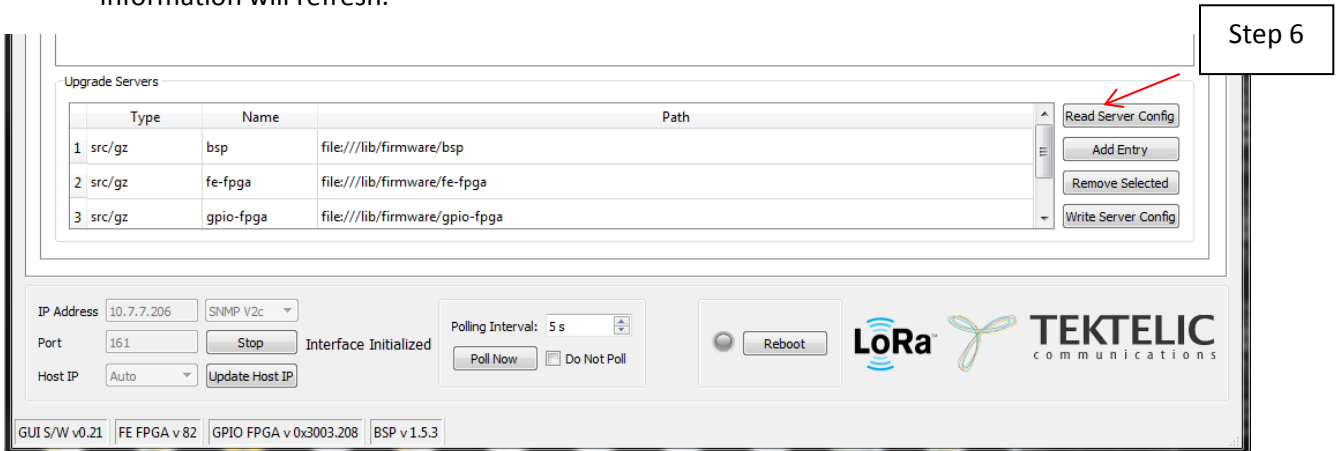 information will refresh.
Step 6
Upgrade Servers
Type Name Path
1 src/gz bsp file:///lib/firmware/bsp
2 src/gz fe-fpga file:///lib/firmware/fe-fpga
3 src/gz gpio-fpga file:///lib/firmware/gpio-fpga
Read Server Config
Add Entry
Remove Selected
Write Server Config
IP Address 10.7.7.206 SNMP V2c
Port 161 Stop Interface Initialized
Host IP Auto Update Host IP
Polling Interval: 5 s
Poll Now Do Not Poll
Reboot
LoRa™
TEKTELIC
communications
GUI S/W v0.21 FE FPGA v 82 GPIO FPGA v 0x3003.208 BSP v 1.5.3